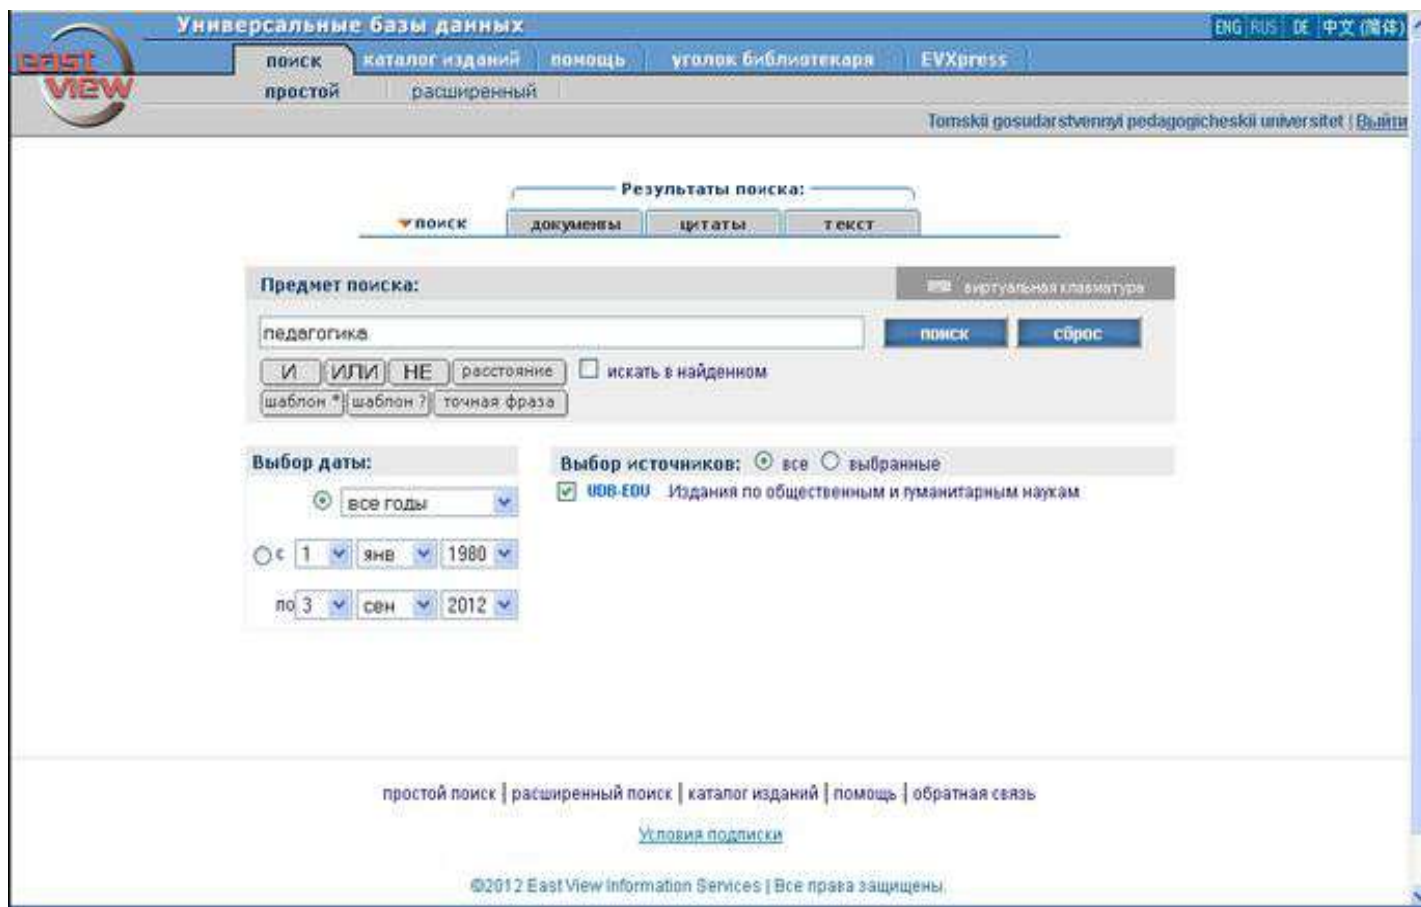 Универсальные базы данных
ENG RUS DE 中文 (简体)
east view
поиск каталог изданий помощь уголок библиотекаря EVXpress
простой расширенный
Tomskii gosudarstvennyi pedagogicheskii universitet | Выйти
Результаты поиска:
поиск документы цитаты текст
Предмет поиска: виртуальная клавиатура
педагогика поиск сброс
И ИЛИ НЕ расстояние искать в найденном
шаблон * шаблон ? точная фраза
Выбор даты: Выбор источников: все выбранные
все годы UDB-EDU Издания по общественным и гуманитарным наукам
с 1 янв 1980
по 3 сен 2012
простой поиск | расширенный поиск | каталог изданий | помощь | обратная связь
Условия подписки
©2012 East View Information Services | Все права защищены.